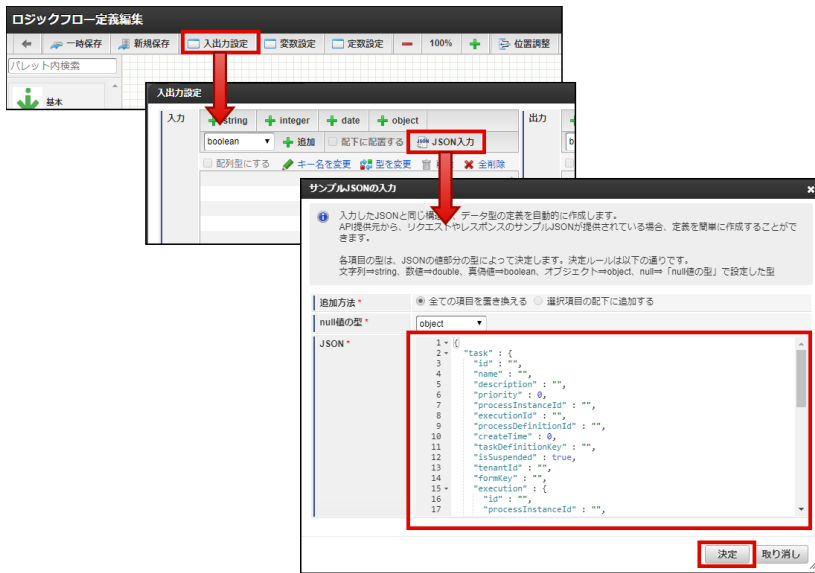 ロジックフロー定義編集
一時保存 新規保存 入出力設定 変数設定 定数設定 100% 位置調整
パレット内検索
基本
入出力設定
入力 string integer date object 出力
boolean 追加 配下に配置する JSON入力
配列型にする キー名を変更 型を変更 全削除
サンプルJSONの入力
入力したJSONと同じ構造、データ型の定義を自動的に作成します。
API提供元から、リクエストやレスポンスのサンプルJSONが提供されている場合、定義を簡単に作成することがで
きます。
各項目の型は、JSONの値部分の型によって決定します。決定ルールは以下の通りです。
文字列⇒string、数値⇒double、真偽値⇒boolean、オブジェクト⇒object、null⇒「null値の型」で設定した型
追加方法 * 全ての項目を置き換える 選択項目の配下に追加する
null値の型 * object
JSON * 1 {
2 "task" : {
3 "id" : "",
4 "name" : "",
5 "description" : "",
6 "priority" : 0,
7 "processInstanceId" : "",
8 "executionId" : "",
9 "processDefinitionId" : "",
10 "createTime" : 0,
11 "taskDefinitionKey" : "",
12 "isSuspended" : true,
13 "tenantId" : "",
14 "formKey" : "",
15 "execution" : {
16 "id" : "",
17 "processInstanceId" : "",
決定 取り消し